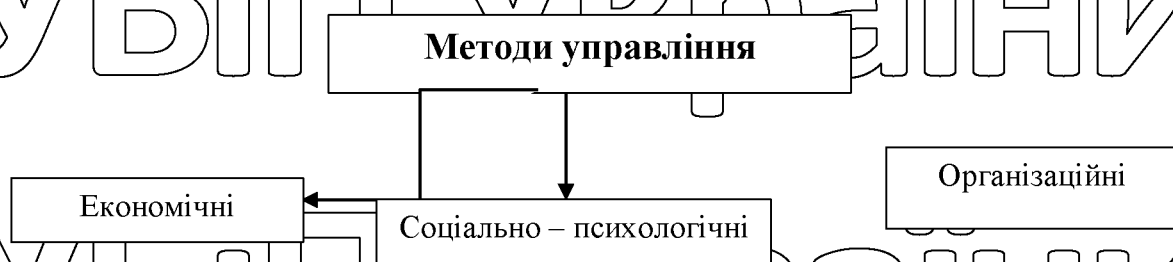 Методи управління
Організаційні
Економічні
Соціально – психологічні